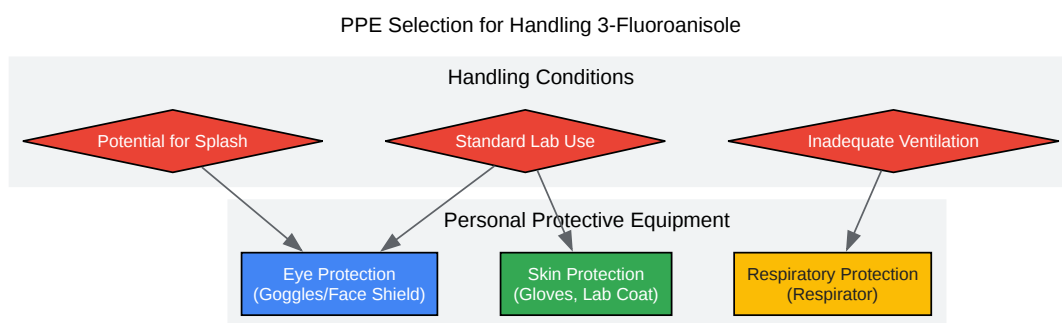 PPE Selection for Handling 3-Fluoroanisole
Handling Conditions
Potential for Splash
Standard Lab Use
Inadequate Ventilation
Personal Protective Equipment
Eye Protection
(Goggles/Face Shield)
Skin Protection
(Gloves, Lab Coat)
Respiratory Protection
(Respirator)